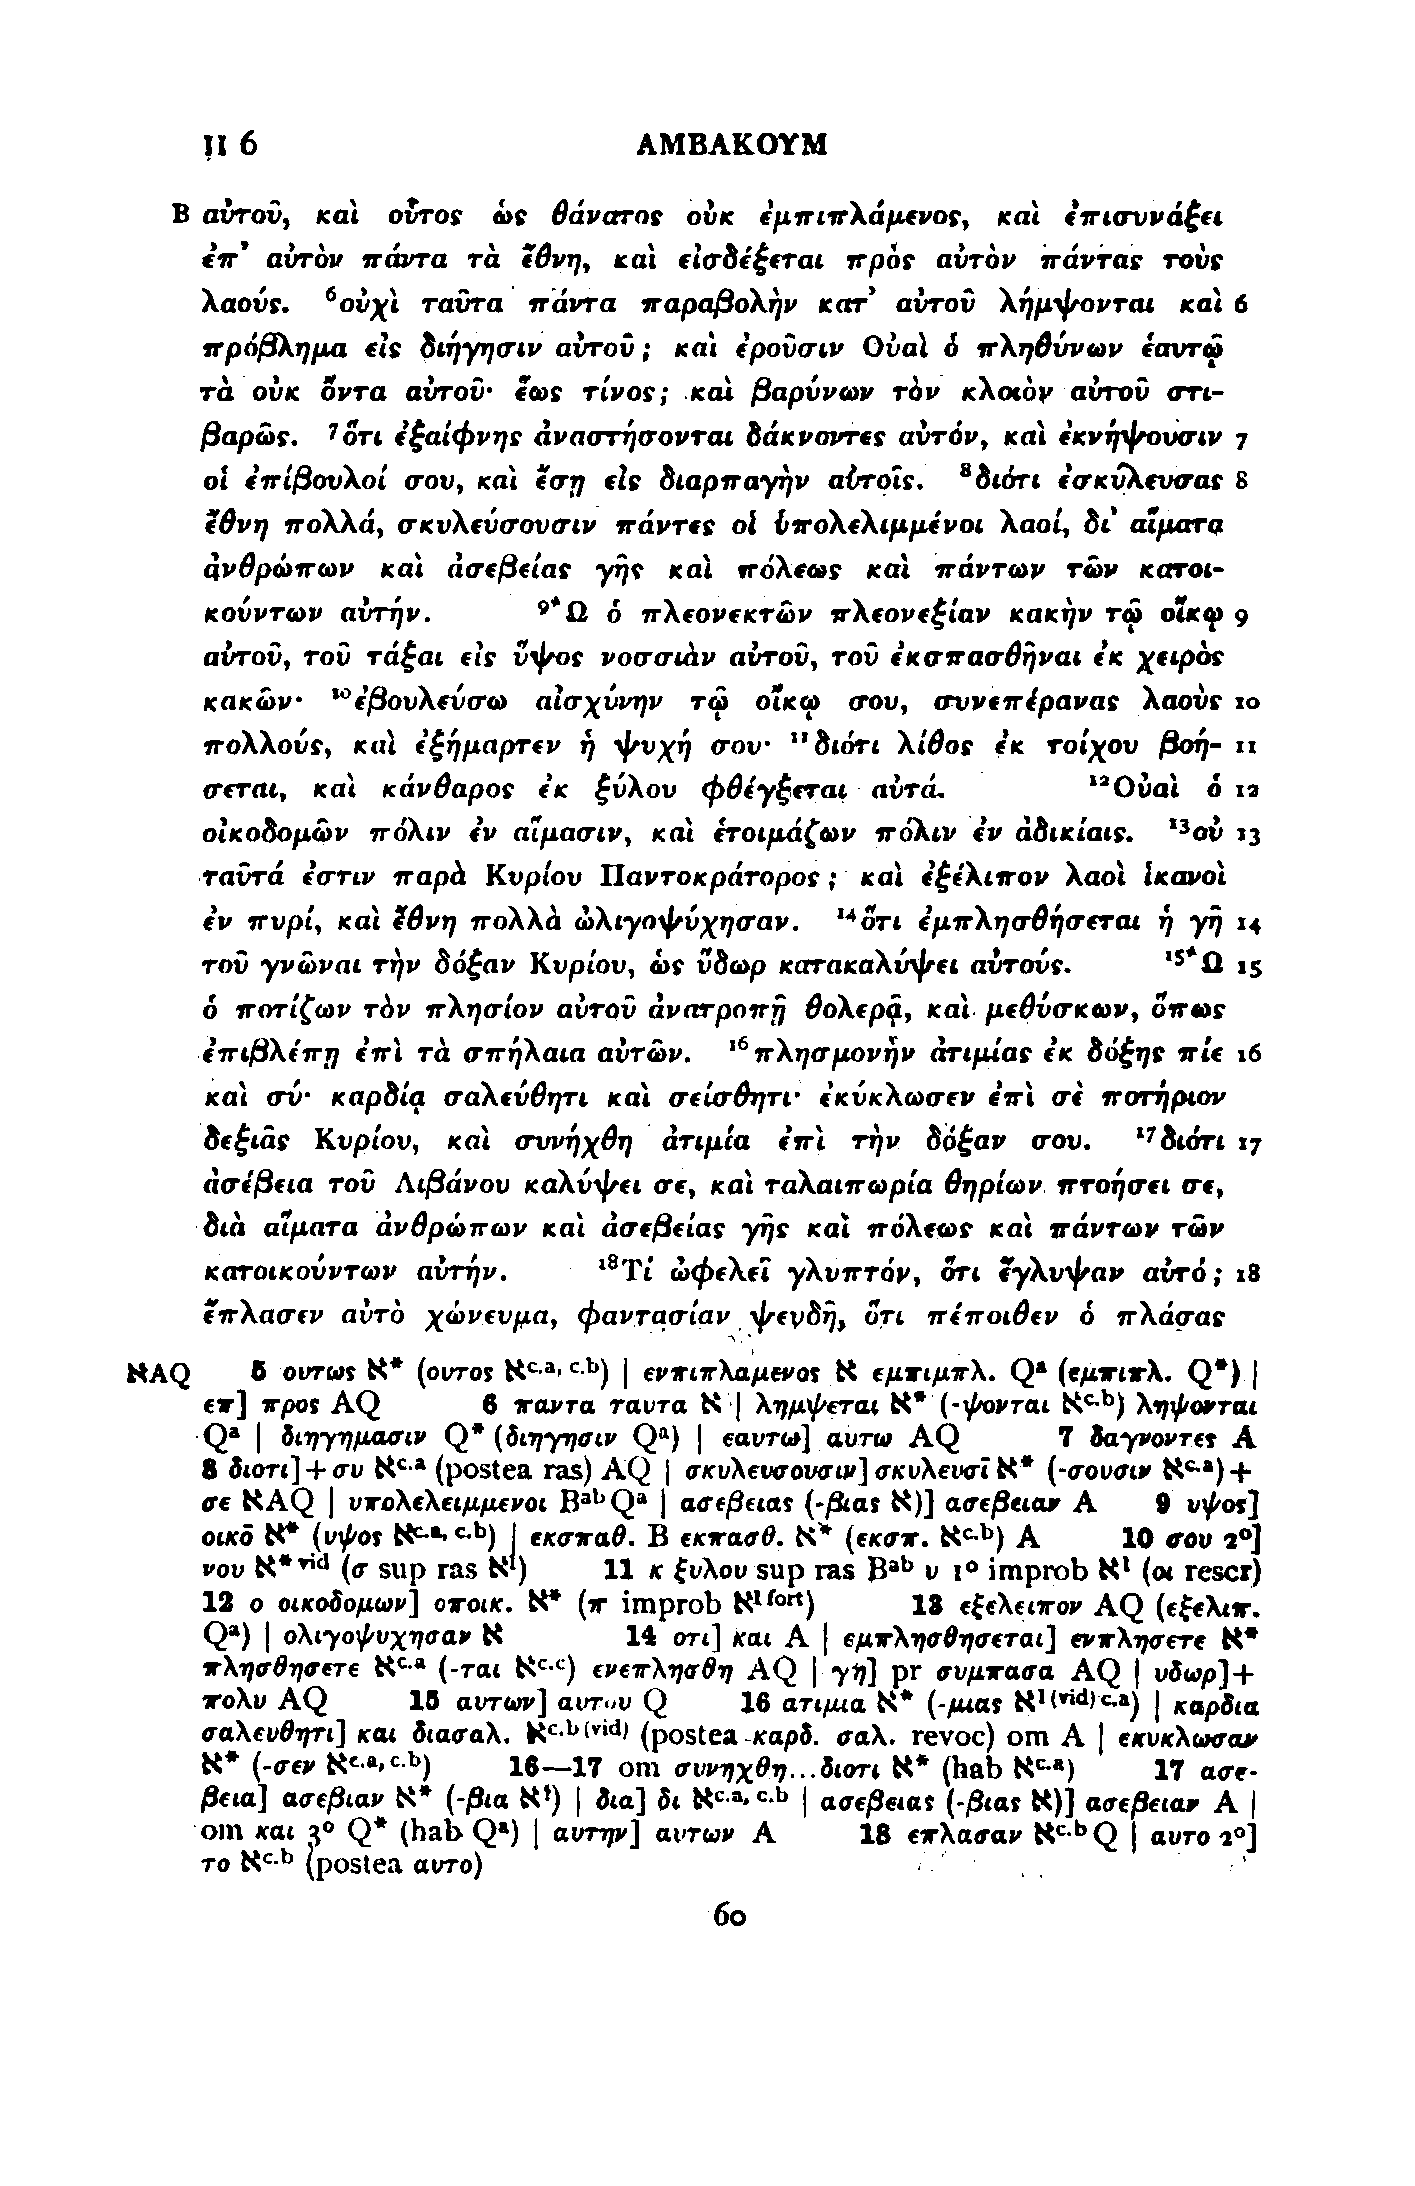 II 6 ΑΜΒΑΚΟΥΜ
B αὐτοῦ, καὶ οὗτος ὡς θάνατος οὐκ ἐμπιπλάμενος, καὶ ἐπισυνάξει
ἐπ᾽ αὐτὸν πάντα τὰ ἔθνη, καὶ εἰσδέξεται πρὸς αὐτὸν πάντας τοὺς
λαούς. ⁶οὐχὶ ταῦτα πάντα παραβολὴν κατ᾽ αὐτοῦ λήμψονται καὶ 6
πρόβλημα εἰς διήγησιν αὐτοῦ; καὶ ἐροῦσιν Οὐαὶ ὁ πληθύνων ἑαυτῷ
τὰ οὐκ ὄντα αὐτοῦ· ἕως τίνος; καὶ βαρύνων τὸν κλοιὸν αὐτοῦ στι-
βαρῶς. ⁷ὅτι ἐξαίφνης ἀναστήσονται δάκνοντες αὐτόν, καὶ ἐκνήψουσιν 7
οἱ ἐπίβουλοί σου, καὶ ἔσῃ εἰς διαρπαγὴν αὐτοῖς. ⁸διότι ἐσκύλευσας 8
ἔθνη πολλά, σκυλεύσουσιν πάντες οἱ ὑπολελιμμένοι λαοί, δι᾽ αἵματα
ἀνθρώπων καὶ ἀσεβείας γῆς καὶ πόλεως καὶ πάντων τῶν κατοι-
κούντων αὐτήν. ⁹῏Ω ὁ πλεονεκτῶν πλεονεξίαν κακὴν τῷ οἴκῳ 9
αὐτοῦ, τοῦ τάξαι εἰς ὕψος νοσσιὰν αὐτοῦ, τοῦ ἐκσπασθῆναι ἐκ χειρὸς
κακῶν· ¹⁰ἐβουλεύσω αἰσχύνην τῷ οἴκῳ σου, συνεπέρανας λαοὺς 10
πολλούς, καὶ ἐξήμαρτεν ἡ ψυχή σου· ¹¹διότι λίθος ἐκ τοίχου βοή- 11
σεται, καὶ κάνθαρος ἐκ ξύλου φθέγξεται αὐτά. ¹²Οὐαὶ ὁ 12
οἰκοδομῶν πόλιν ἐν αἵμασιν, καὶ ἑτοιμάζων πόλιν ἐν ἀδικίαις. ¹³οὐ 13
ταῦτά ἐστιν παρὰ Κυρίου Παντοκράτορος; καὶ ἐξέλιπον λαοὶ ἱκανοὶ
ἐν πυρί, καὶ ἔθνη πολλὰ ὠλιγοψύχησαν. ¹⁴ὅτι ἐμπλησθήσεται ἡ γῆ 14
τοῦ γνῶναι τὴν δόξαν Κυρίου, ὡς ὕδωρ κατακαλύψει αὐτούς. ¹⁵῏Ω 15
ὁ ποτίζων τὸν πλησίον αὐτοῦ ἀνατροπῇ θολερᾷ, καὶ μεθύσκων, ὅπως
ἐπιβλέπῃ ἐπὶ τὰ σπήλαια αὐτῶν. ¹⁶πλησμονὴν ἀτιμίας ἐκ δόξης πίε 16
καὶ σύ· καρδίᾳ σαλεύθητι καὶ σείσθητι· ἐκύκλωσεν ἐπὶ σὲ ποτήριον
δεξιᾶς Κυρίου, καὶ συνήχθη ἀτιμία ἐπὶ τὴν δόξαν σου. ¹⁷διότι 17
ἀσέβεια τοῦ Λιβάνου καλύψει σε, καὶ ταλαιπωρία θηρίων πτοήσει σε,
διὰ αἵματα ἀνθρώπων καὶ ἀσεβείας γῆς καὶ πόλεως καὶ πάντων τῶν
κατοικούντων αὐτήν. ¹⁸Τί ὠφελεῖ γλυπτόν, ὅτι ἔγλυψαν αὐτό; 18
ἔπλασεν αὐτὸ χώνευμα, φαντασίαν ψευδῆ, ὅτι πέποιθεν ὁ πλάσας
אAQ 5 ουτως א* (ουτος א^c.a, c.b) | ενπιπλαμενος א εμπιμπλ. Q^a (εμπιπλ. Q*) |
επ] προς AQ 6 παντα ταυτα א | λημψεται א* (-ψονται א^c.b) ληψονται
Q^a | διηγημασιν Q* (διηγησιν Q^a) | εαυτω] αυτω AQ 7 δαγνοντες A
8 διοτι]+συ א^c.a (postea ras) AQ | σκυλευσουσιν] σκυλευσῑ א* (-σουσιν א^c.a)+
σε אAQ | υπολελειμμενοι B^ab Q^a | ασεβειας (-βιας א)] ασεβειαν A 9 υψος]
οικο̄ א* (υψος א^c.a, c.b) | εκσπαθ. B εκπασθ. א* (εκσπ. א^c.b) A 10 σου 2°]
νου א*^vid (σ sup ras א¹) 11 κ ξυλου sup ras B^ab υ 1° improb א¹ (οι rescr)
12 ο οικοδομων] οποικ. א* (π improb א^1 fort) 13 εξελειπον AQ (εξελιπ.
Q^a) | ολιγοψυχησαν א 14 οτι] και A | εμπλησθησεται] ενπλησετε א*
πλησθησετε א^c.a (-ται א^c.c) ενεπλησθη AQ | γη] pr συμπασα AQ | υδωρ]+
πολυ AQ 15 αυτων] αυτου Q 16 ατιμια א* (-μιας א^1(vid) c.a) | καρδια
σαλευθητι] και διασαλ. א^c.b(vid) (postea καρδ. σαλ. revoc) om A | εκυκλωσαν
א* (-σεν א^c.a, c.b) 16—17 om συνηχθη...διοτι א* (hab א^c.a) 17 ασε-
βεια] ασεβιαν א* (-βια א¹) | δια] δι א^c.a, c.b | ασεβειας (-βιας א)] ασεβειαν A |
om και 3° Q* (hab Q^a) | αυτην] αυτων A 18 επλασαν א^c.b Q | αυτο 2°]
το א^c.b (postea αυτο)
60